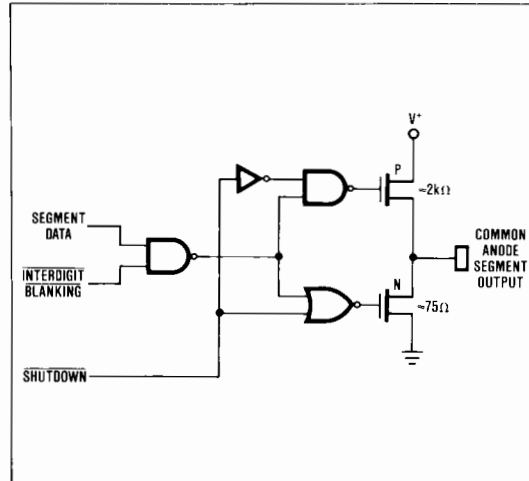 V+
P
≈2kΩ
SEGMENT
DATA
COMMON
ANODE
SEGMENT
OUTPUT
INTERDIGIT
BLANKING
N
≈75Ω
SHUTDOWN